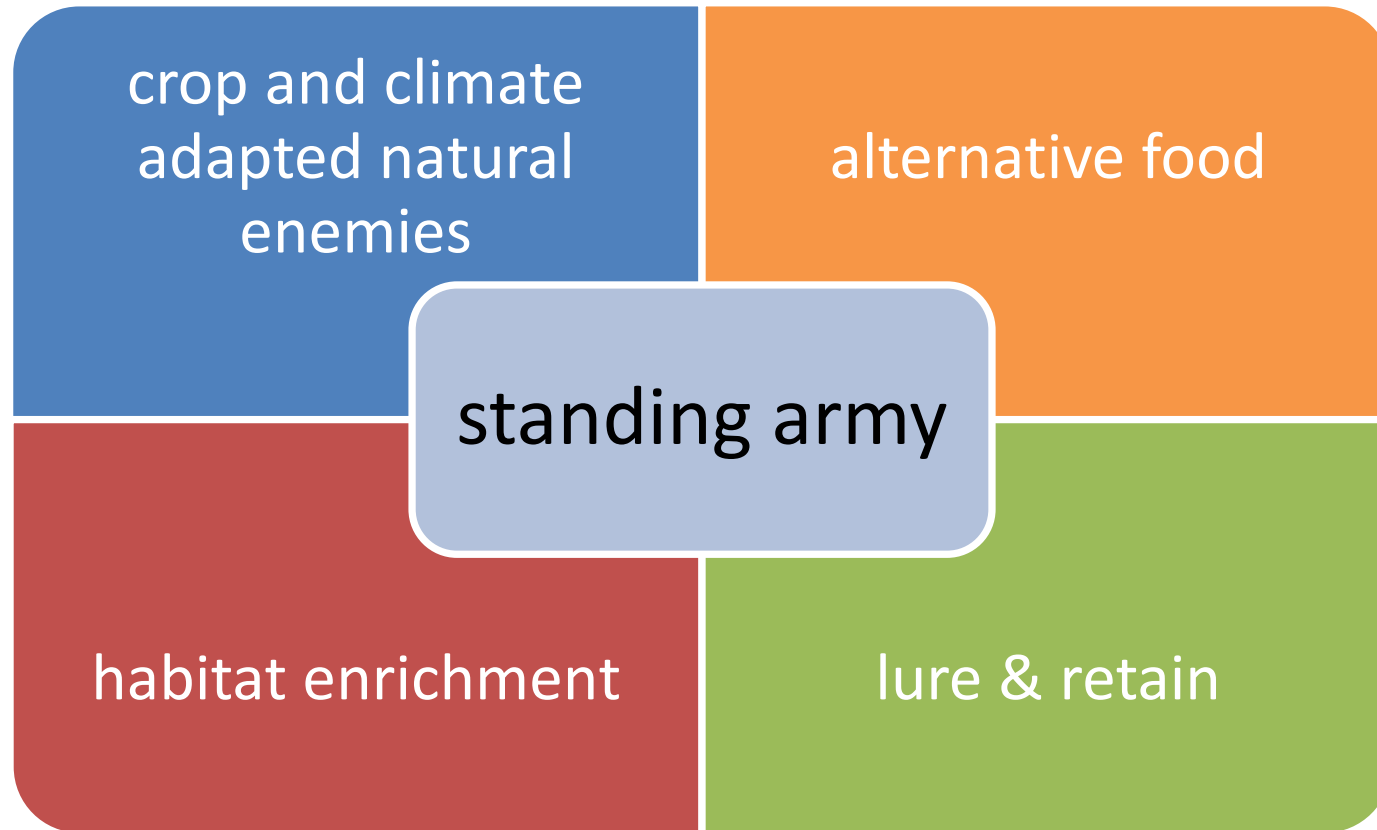 crop and climate
adapted natural
enemies
alternative food
standing army
habitat enrichment
lure & retain